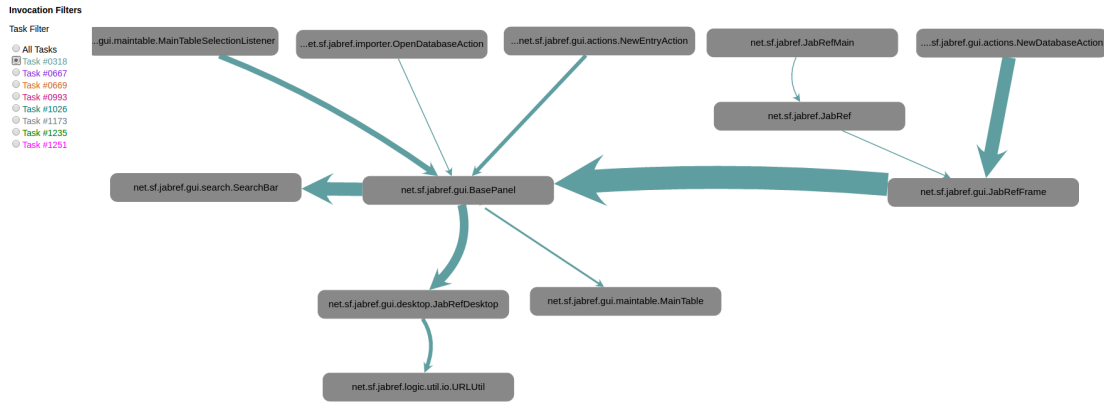 Invocation Filters
Task Filter
All Tasks
Task #0318
Task #0667
Task #0669
Task #0993
Task #1026
Task #1173
Task #1235
Task #1251
...gui.maintable.MainTableSelectionListener
...et.sf.jabref.importer.OpenDatabaseAction
...net.sf.jabref.gui.actions.NewEntryAction
net.sf.jabref.JabRefMain
....sf.jabref.gui.actions.NewDatabaseAction
net.sf.jabref.JabRef
net.sf.jabref.gui.search.SearchBar
net.sf.jabref.gui.BasePanel
net.sf.jabref.gui.JabRefFrame
net.sf.jabref.gui.desktop.JabRefDesktop
net.sf.jabref.gui.maintable.MainTable
net.sf.jabref.logic.util.io.URLUtil